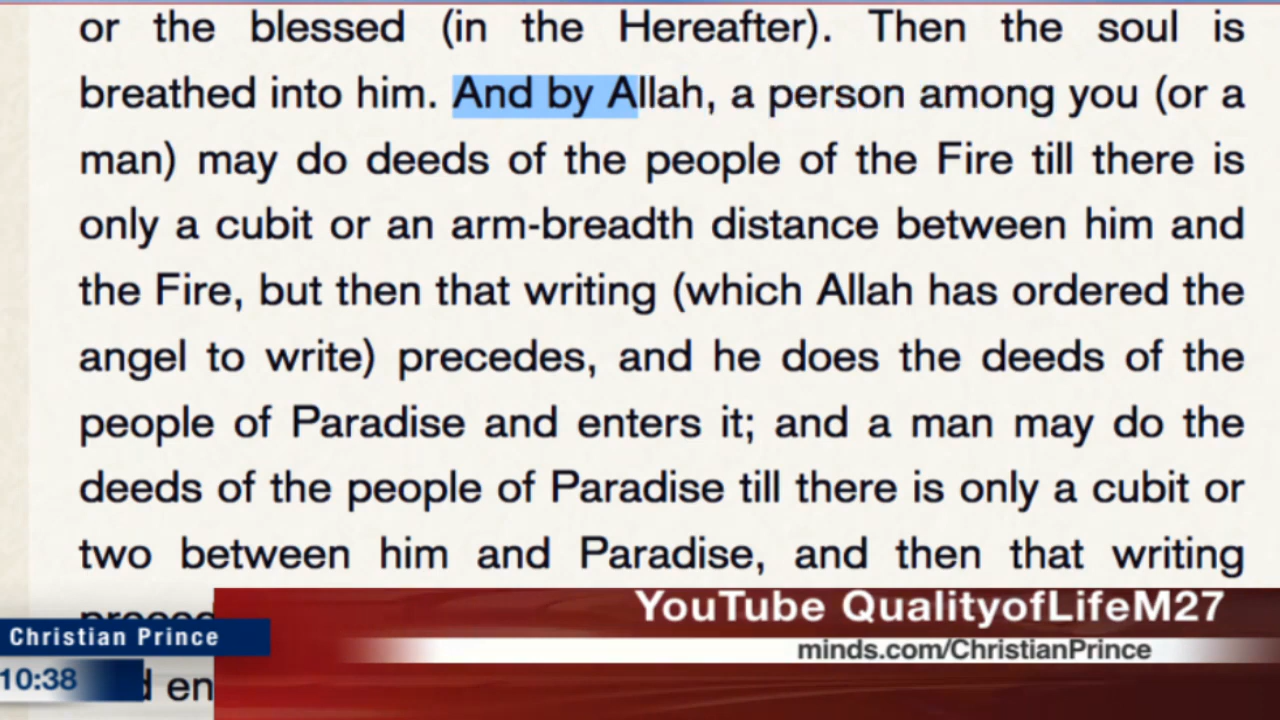 or the blessed (in the Hereafter). Then the soul is
breathed into him. And by Allah, a person among you (or a
man) may do deeds of the people of the Fire till there is
only a cubit or an arm-breadth distance between him and
the Fire, but then that writing (which Allah has ordered the
angel to write) precedes, and he does the deeds of the
people of Paradise and enters it; and a man may do the
deeds of the people of Paradise till there is only a cubit or
two between him and Paradise, and then that writing
YouTube QualityofLifeM27
Christian Prince
minds.com/ChristianPrince
10:38